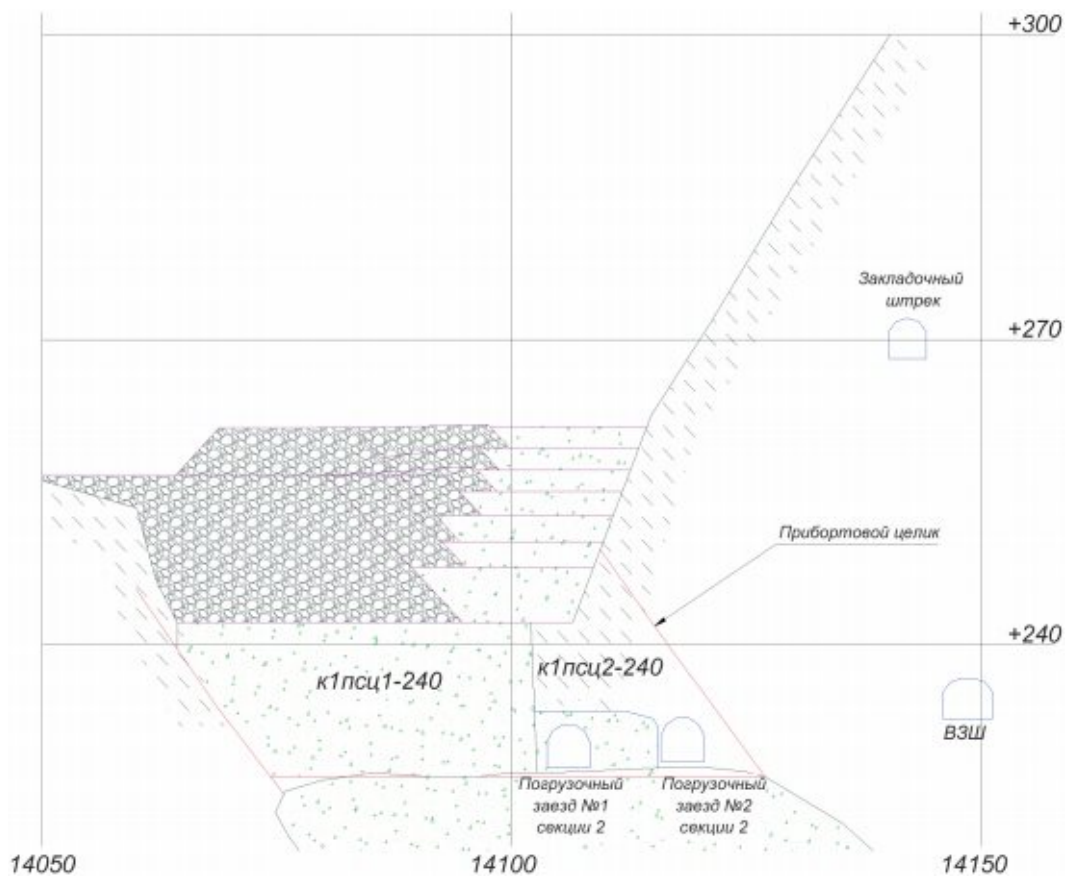 +300
Закладочный
штрек
+270
Прибортовой целик
+240
к1псц1-240
к1псц2-240
ВЗШ
Погрузочный
заезд №1
секции 2
Погрузочный
заезд №2
секции 2
14050
14100
14150